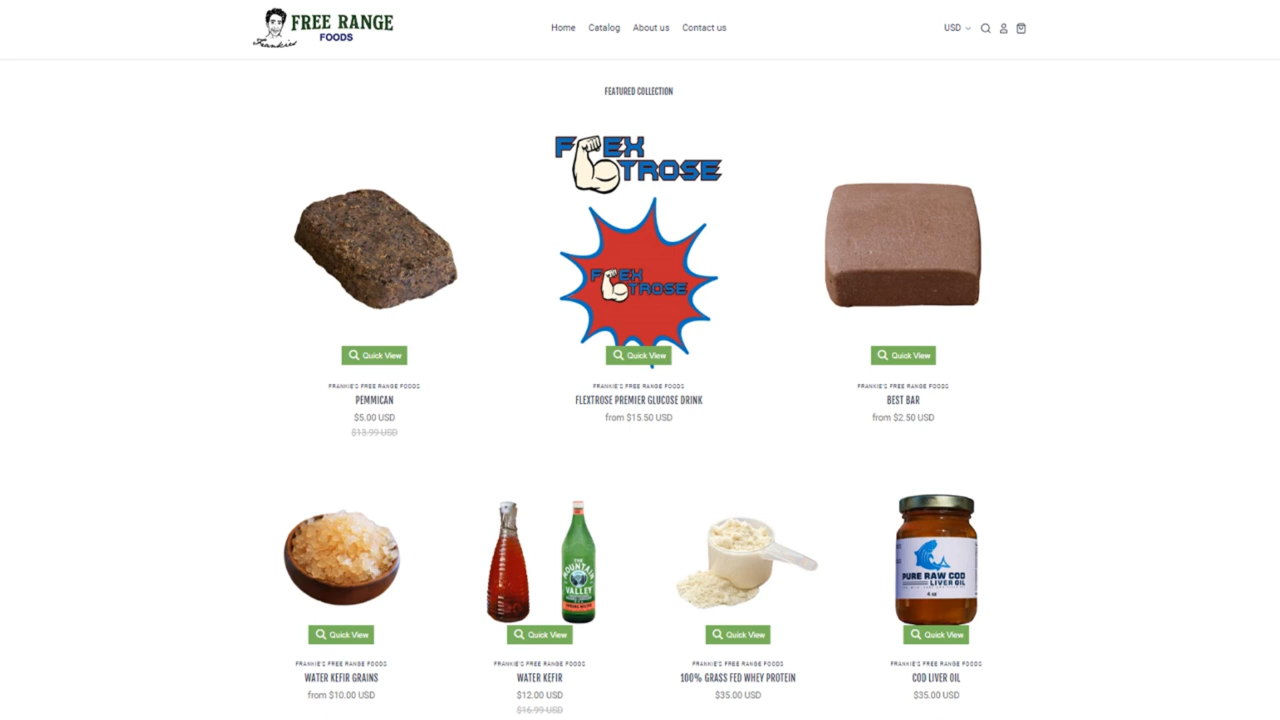 FREE RANGE
FOODS
Frankies
Home Catalog About us Contact us
USD
FEATURED COLLECTION
FLEX
TROSE
FLEX
TROSE
Quick View Quick View Quick View
FRANKIE'S FREE RANGE FOODS FRANKIE'S FREE RANGE FOODS FRANKIE'S FREE RANGE FOODS
PEMMICAN FLEXTROSE PREMIER GLUCOSE DRINK BEST BAR
$5.00 USD from $15.50 USD from $2.50 USD
$13.99 USD
THE
MOUNTAIN
VALLEY
SPRING WATER
PURE RAW COD
LIVER OIL
4 oz
Quick View Quick View Quick View Quick View
FRANKIE'S FREE RANGE FOODS FRANKIE'S FREE RANGE FOODS FRANKIE'S FREE RANGE FOODS FRANKIE'S FREE RANGE FOODS
WATER KEFIR GRAINS WATER KEFIR 100% GRASS FED WHEY PROTEIN COD LIVER OIL
from $10.00 USD $12.00 USD $35.00 USD $35.00 USD
$16.99 USD